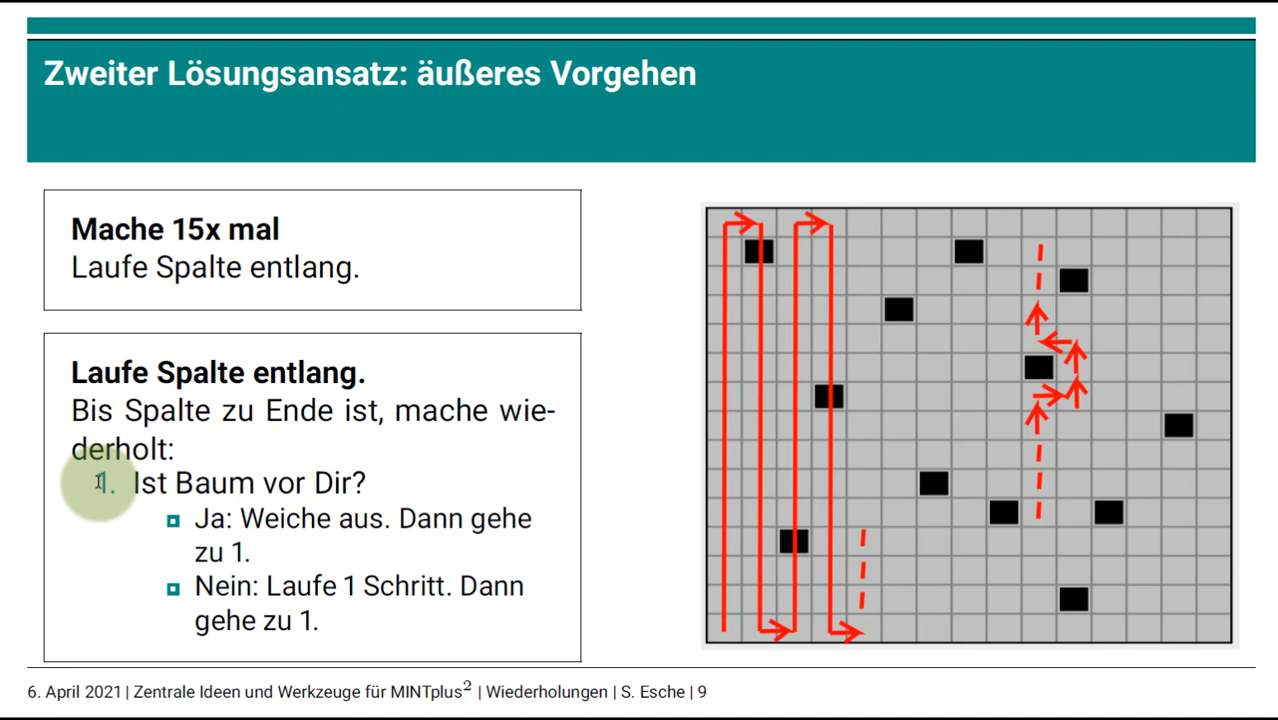 Zweiter Lösungsansatz: äußeres Vorgehen
Mache 15x mal
Laufe Spalte entlang.
Laufe Spalte entlang.
Bis Spalte zu Ende ist, mache wie-
derholt:
1. Ist Baum vor Dir?
Ja: Weiche aus. Dann gehe
zu 1.
Nein: Laufe 1 Schritt. Dann
gehe zu 1.
6. April 2021 | Zentrale Ideen und Werkzeuge für MINTplus² | Wiederholungen | S. Esche | 9